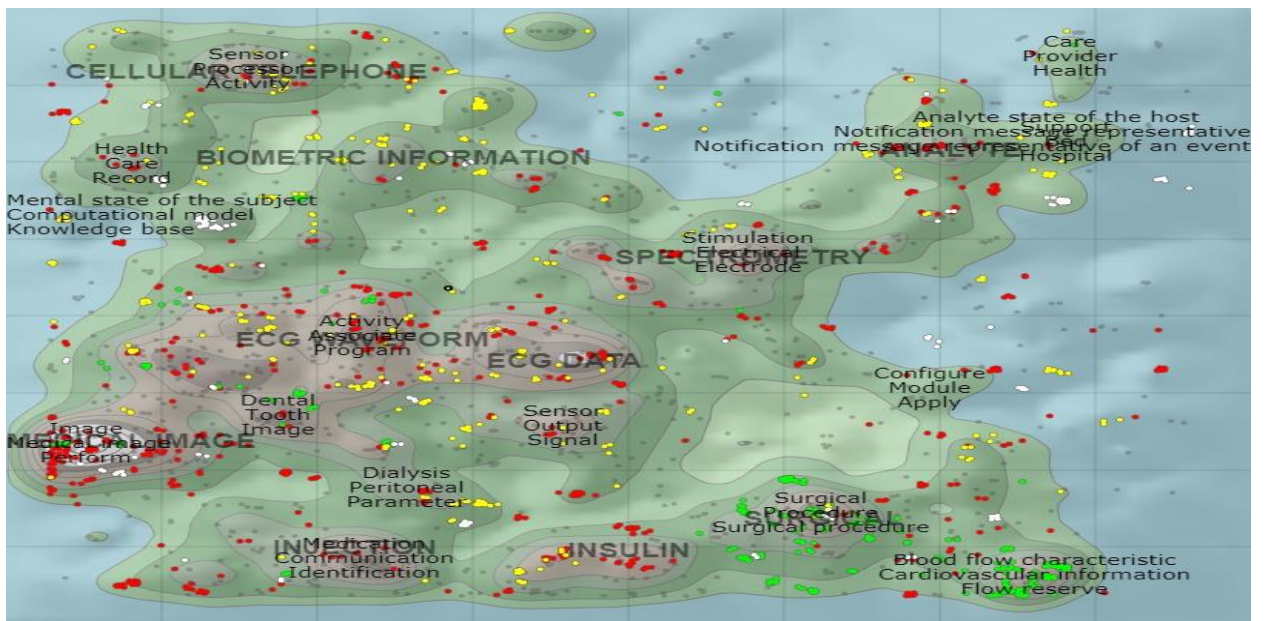 Sensor
Processor
Activity
CELLULAR TELEPHONE
Care
Provider
Health
Analyte state of the host
Notification message representative
Notification message representative of an event
Support
Hospital
ANALYTE
Health
Care
Record
BIOMETRIC INFORMATION
Mental state of the subject
Computational model
Knowledge base
Stimulation
Electrical
Electrode
SPECTROMETRY
Activity
Associate
Program
ECG WAVEFORM
ECG DATA
Configure
Module
Apply
Dental
Tooth
Image
Sensor
Output
Signal
Image
Medical image
Perform
MEDICAL IMAGE
Dialysis
Peritoneal
Parameter
Surgical
Procedure
Surgical procedure
SURGICAL
Medication
Communication
Identification
INJECTION
INSULIN
Blood flow characteristic
Cardiovascular information
Flow reserve